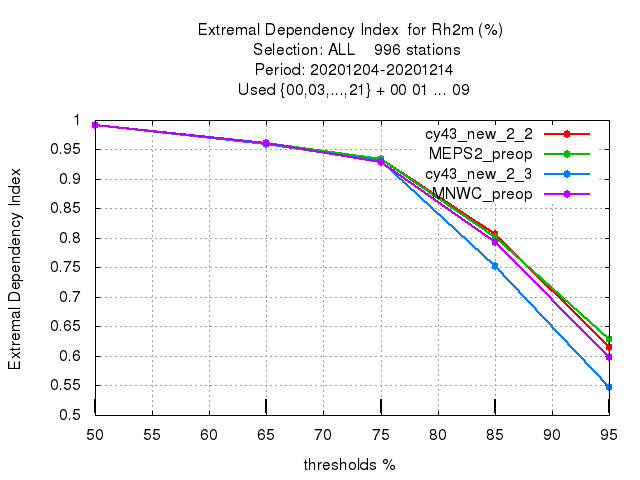 Extremal Dependency Index for Rh2m (%)
Selection: ALL 996 stations
Period: 20201204-20201214
Used {00,03,...,21} + 00 01 ... 09
1
0.95
0.9
0.85
0.8
0.75
0.7
0.65
0.6
0.55
0.5
Extremal Dependency Index
cy43_new_2_2
MEPS2_preop
cy43_new_2_3
MNWC_preop
50 55 60 65 70 75 80 85 90 95
thresholds %